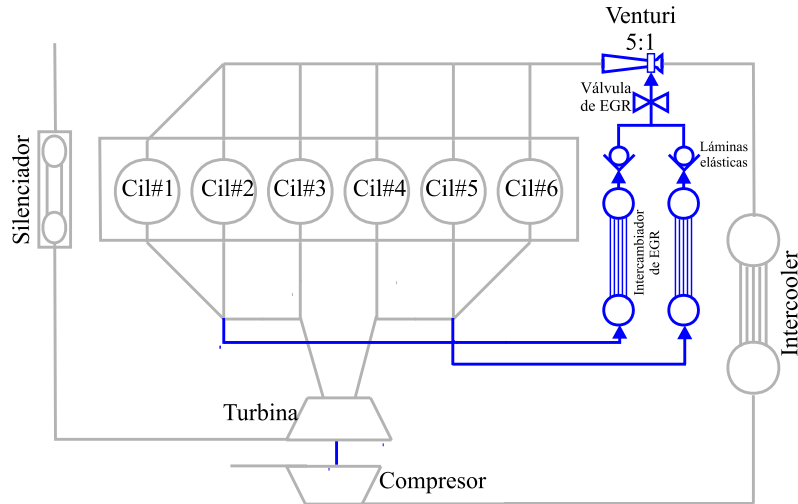 Venturi
5:1
Válvula
de EGR
Láminas
elásticas
Silenciador
Cil#1
Cil#2
Cil#3
Cil#4
Cil#5
Cil#6
Intercambiador
de EGR
Intercooler
Turbina
Compresor